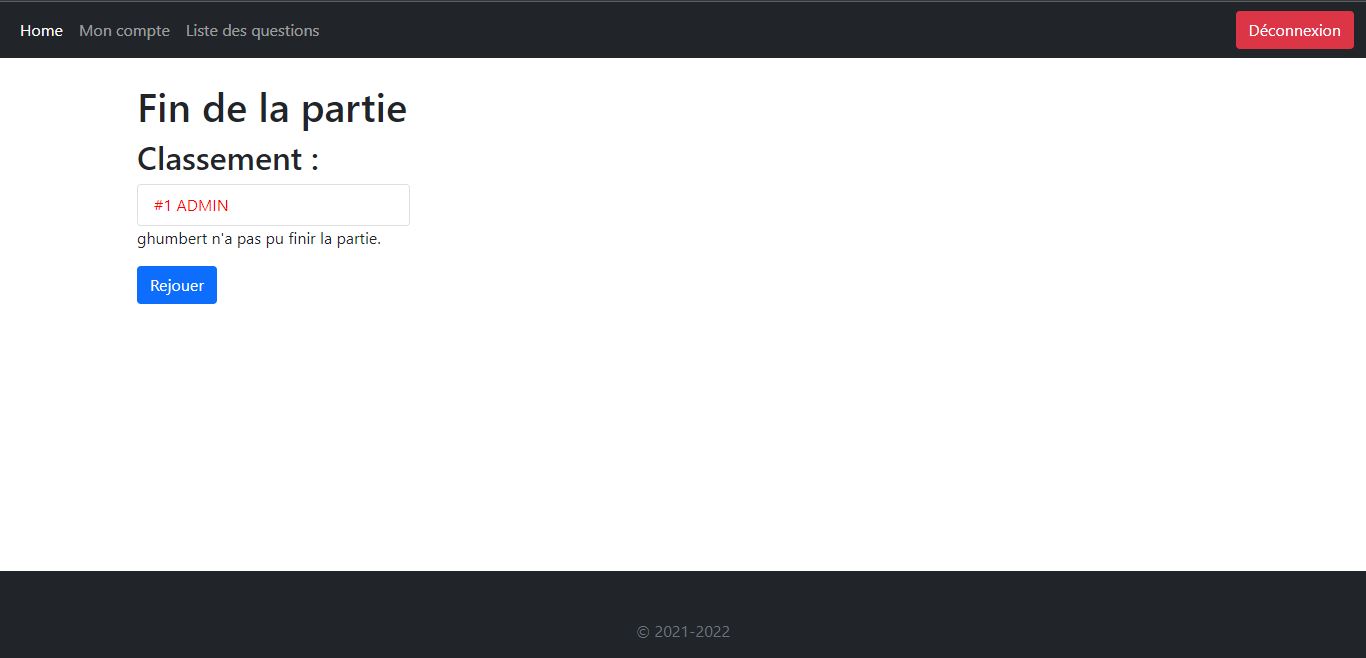 Home Mon compte Liste des questions Déconnexion
Fin de la partie
Classement :
#1 ADMIN
ghumbert n'a pas pu finir la partie.
Rejouer
© 2021-2022